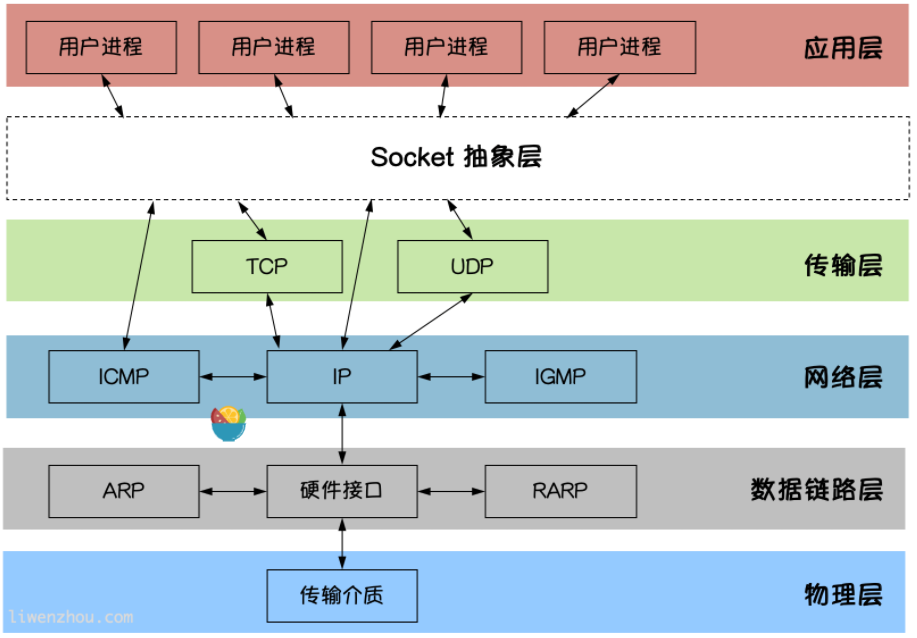 用户进程 用户进程 用户进程 用户进程 应用层
Socket 抽象层
TCP UDP 传输层
ICMP IP IGMP 网络层
ARP 硬件接口 RARP 数据链路层
传输介质 物理层
liwenzhou.com